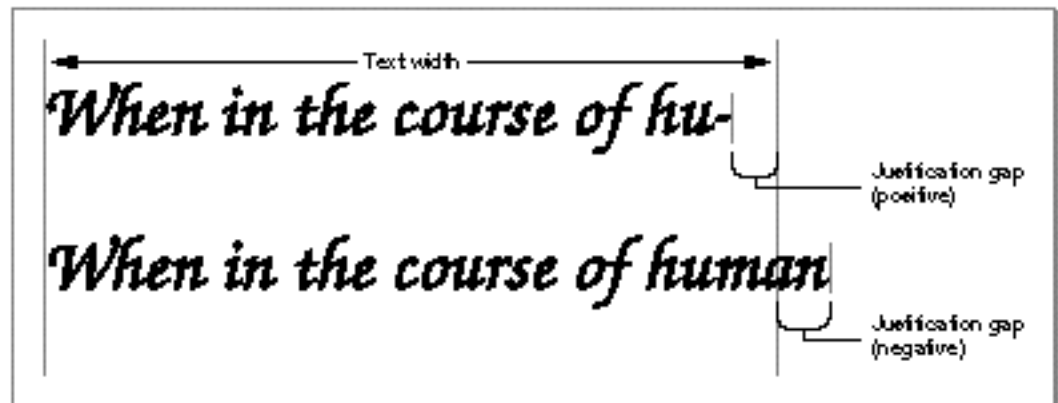 Text width
When in the course of hu-
Justification gap
(positive)
When in the course of human
Justification gap
(negative)